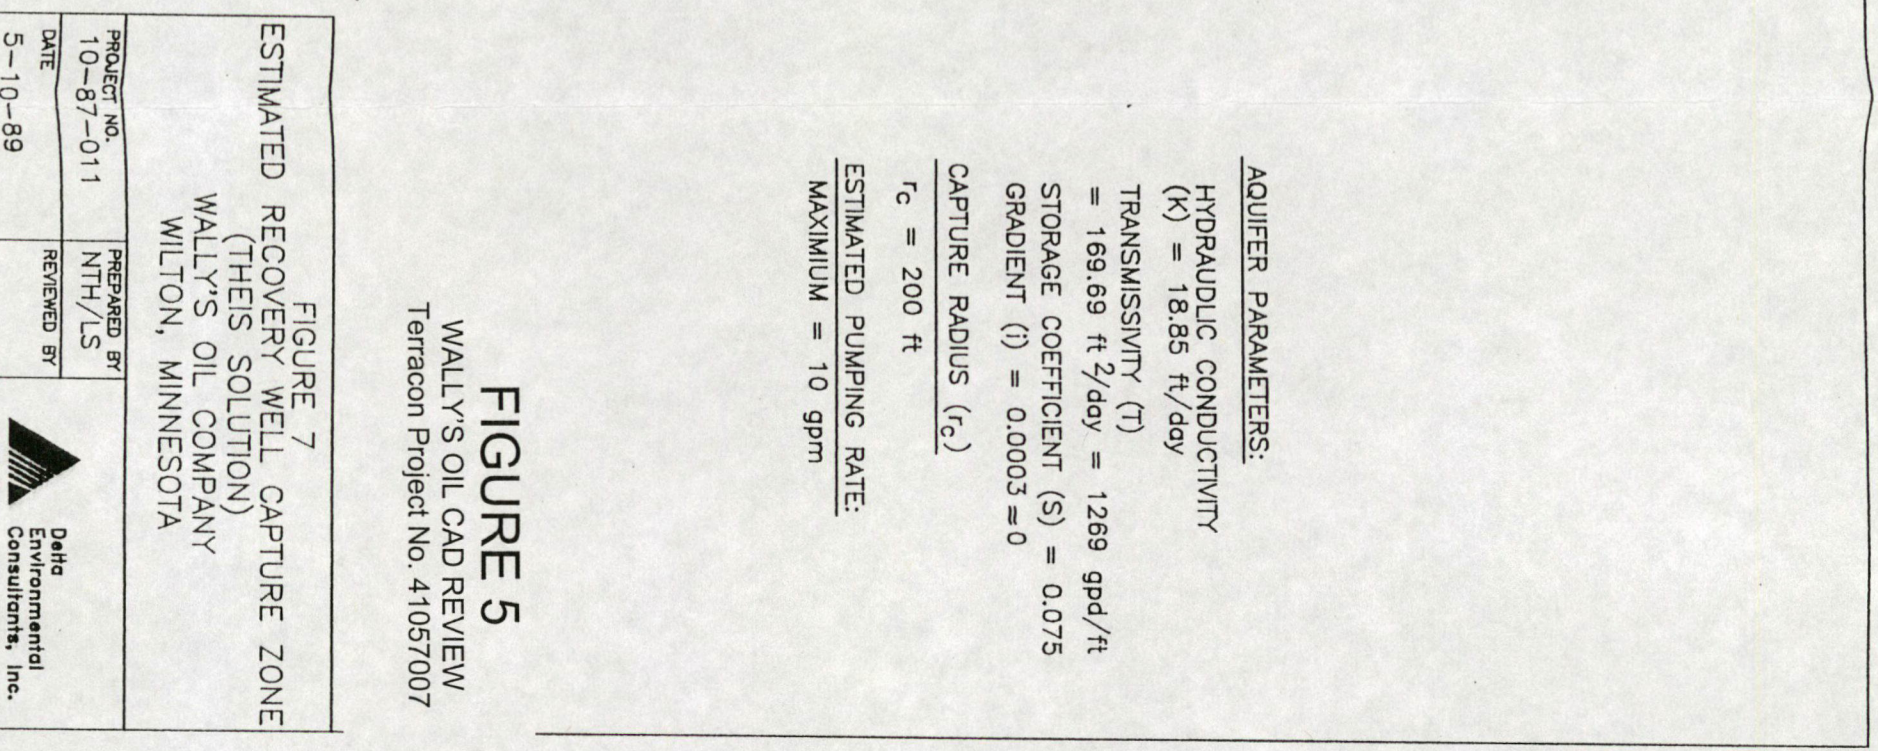 AQUIFER PARAMETERS:
HYDRAUDLIC CONDUCTIVITY
(K) = 18.85 ft/day
TRANSMISSIVITY (T)
= 169.69 ft 2/day = 1269 gpd/ft
STORAGE COEFFICIENT (S) = 0.075
GRADIENT (i) = 0.0003≈0
CAPTURE RADIUS (rc)
rc = 200 ft
ESTIMATED PUMPING RATE:
MAXIMIUM = 10 gpm
FIGURE 5
WALLY'S OIL CAD REVIEW
Terracon Project No. 41057007
FIGURE 7
ESTIMATED RECOVERY WELL CAPTURE ZONE
(THEIS SOLUTION)
WALLY'S OIL COMPANY
WILTON, MINNESOTA
PROJECT NO.
10-87-011
PREPARED BY
NTH/LS
DATE
5-10-89
REVIEWED BY
Delta
Environmental
Consultants, Inc.